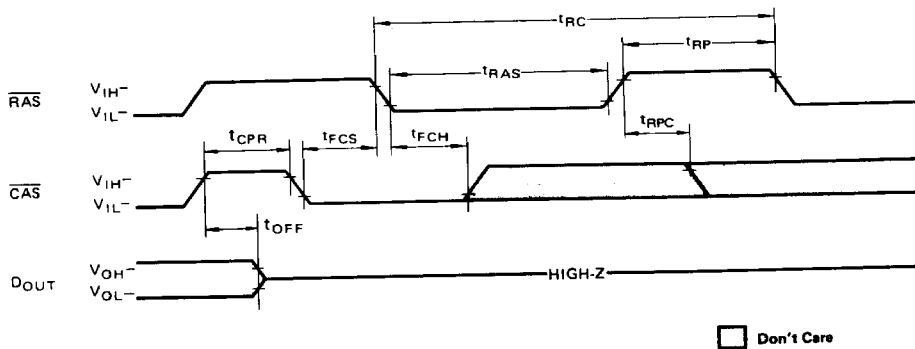 tRC
tRP
RAS
VIH–
VIL–
tRAS
tCPR
tFCS
tFCH
tRPC
CAS
VIH–
VIL–
tOFF
DOUT
VOH–
VOL–
HIGH-Z
Don't Care